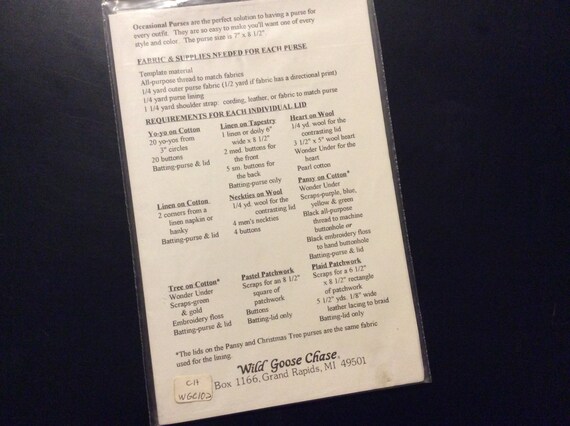 Occasional Purses are the perfect solution to having a purse for
every outfit. They are so easy to make you'll want one of every
style and color. The purse size is 7" x 8 1/2"
FABRIC & SUPPLIES NEEDED FOR EACH PURSE
Template material
All-purpose thread to match fabrics
1/4 yard outer purse fabric (1/2 yard if fabric has a directional print)
1/4 yard purse lining
1 1/4 yard shoulder strap: cording, leather, or fabric to match purse
REQUIREMENTS FOR EACH INDIVIDUAL LID
Yo-yo on Cotton
20 yo-yos from
3" circles
20 buttons
Batting-purse & lid
Linen on Tapestry
1 linen or doily 6"
wide x 8 1/2"
2 med. buttons for
the front
5 sm. buttons for
the back
Batting-purse only
Heart on Wool
1/4 yd. wool for the
contrasting lid
3 1/2" x 5" wool heart
Wonder Under for the
heart
Pearl cotton
Linen on Cotton
2 corners from a
linen napkin or
hanky
Batting-purse & lid
Neckties on Wool
1/4 yd. wool for the
contrasting lid
4 men's neckties
4 buttons
Pansy on Cotton*
Wonder Under
Scraps-purple, blue,
yellow & green
Black all-purpose
thread to machine
buttonhole or
Black embroidery floss
to hand buttonhole
Batting-purse & lid
Tree on Cotton*
Wonder Under
Scraps-green
& gold
Embroidery floss
Batting-purse & lid
Pastel Patchwork
Scraps for an 8 1/2"
square of
patchwork
Buttons
Batting-lid only
Plaid Patchwork
Scraps for a 6 1/2"
x 8 1/2" rectangle
of patchwork
5 1/2 yds. 1/8" wide
leather lacing to braid
Batting-lid only
*The lids on the Pansy and Christmas Tree purses are the same fabric
used for the lining.
Wild Goose Chase
Box 1166, Grand Rapids, MI 49501
C-14
WGC102